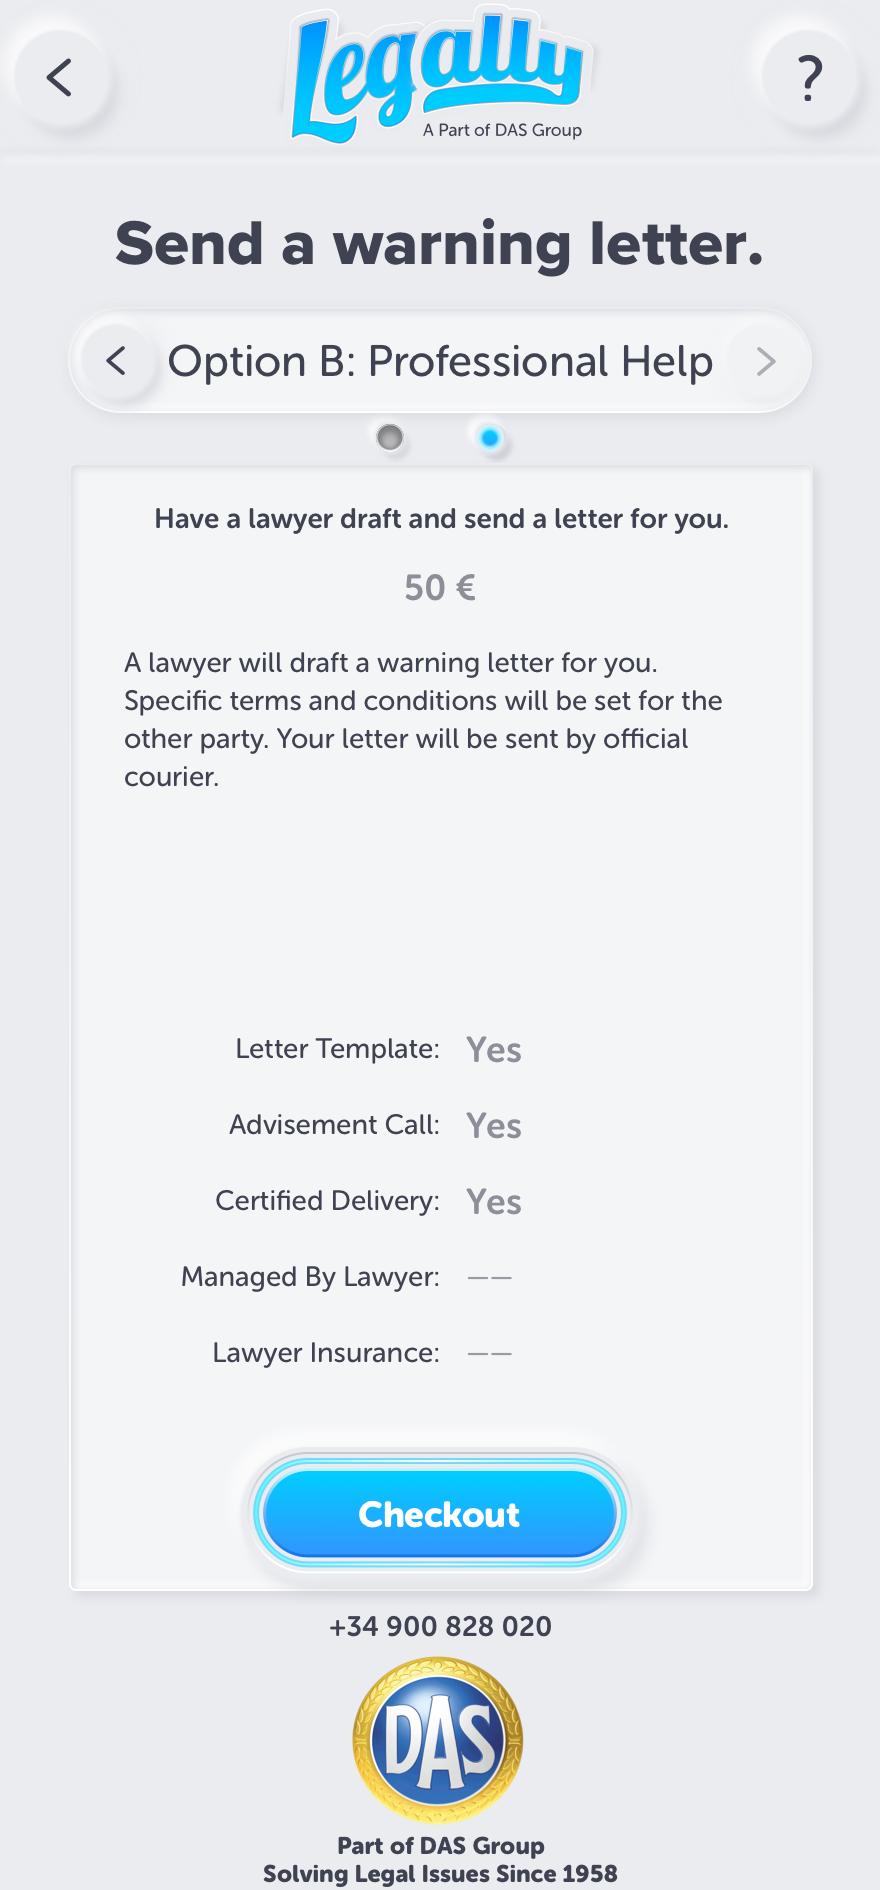 Legally
A Part of DAS Group
?
Send a warning letter.
Option B: Professional Help
Have a lawyer draft and send a letter for you.
50 €
A lawyer will draft a warning letter for you.
Specific terms and conditions will be set for the
other party. Your letter will be sent by official
courier.
Letter Template: Yes
Advisement Call: Yes
Certified Delivery: Yes
Managed By Lawyer: ——
Lawyer Insurance: ——
Checkout
+34 900 828 020
DAS
Part of DAS Group
Solving Legal Issues Since 1958